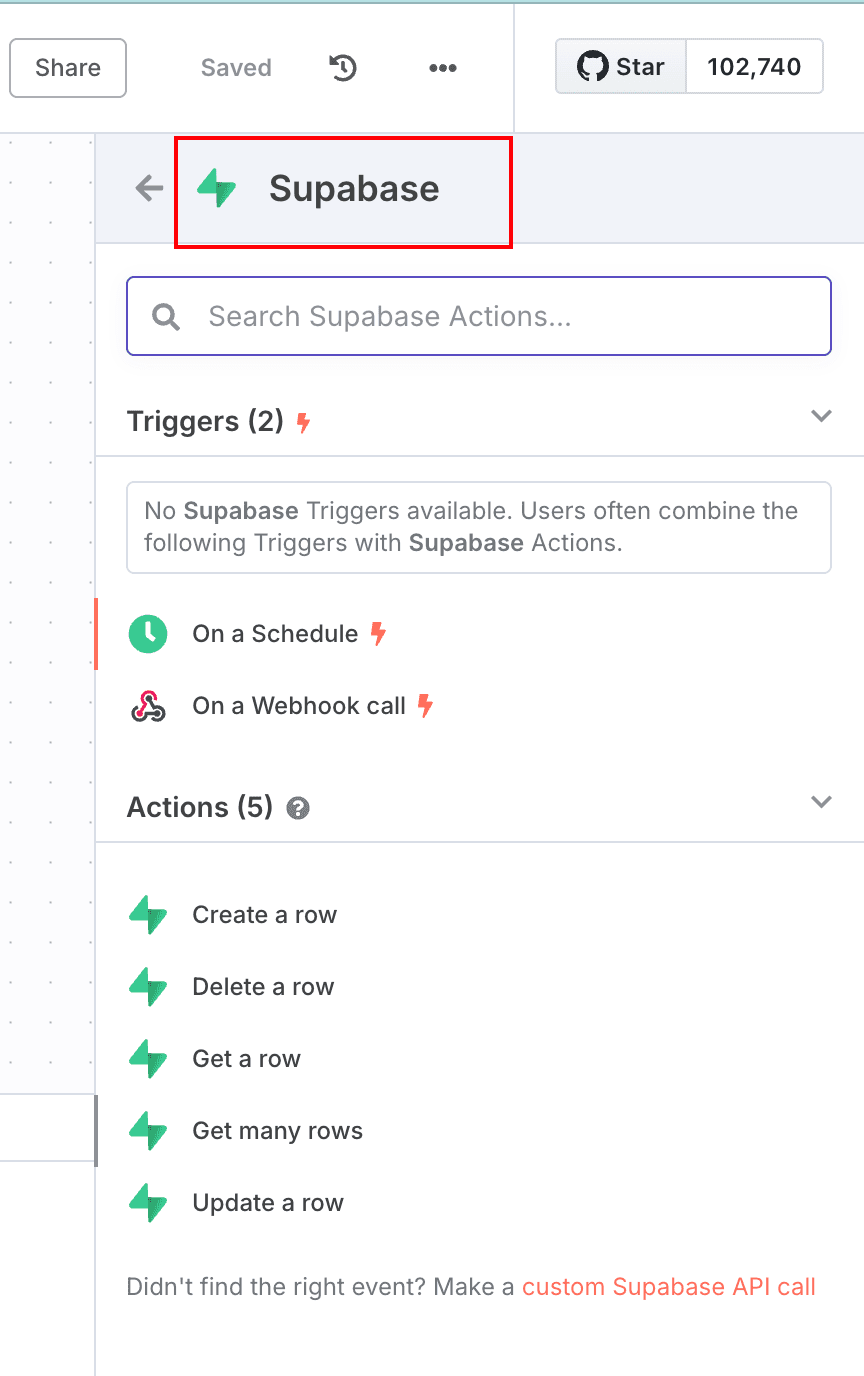 Share
Saved
Star
102,740
Supabase
Search Supabase Actions...
Triggers (2)
No Supabase Triggers available. Users often combine the
following Triggers with Supabase Actions.
On a Schedule
On a Webhook call
Actions (5)
Create a row
Delete a row
Get a row
Get many rows
Update a row
Didn't find the right event? Make a custom Supabase API call